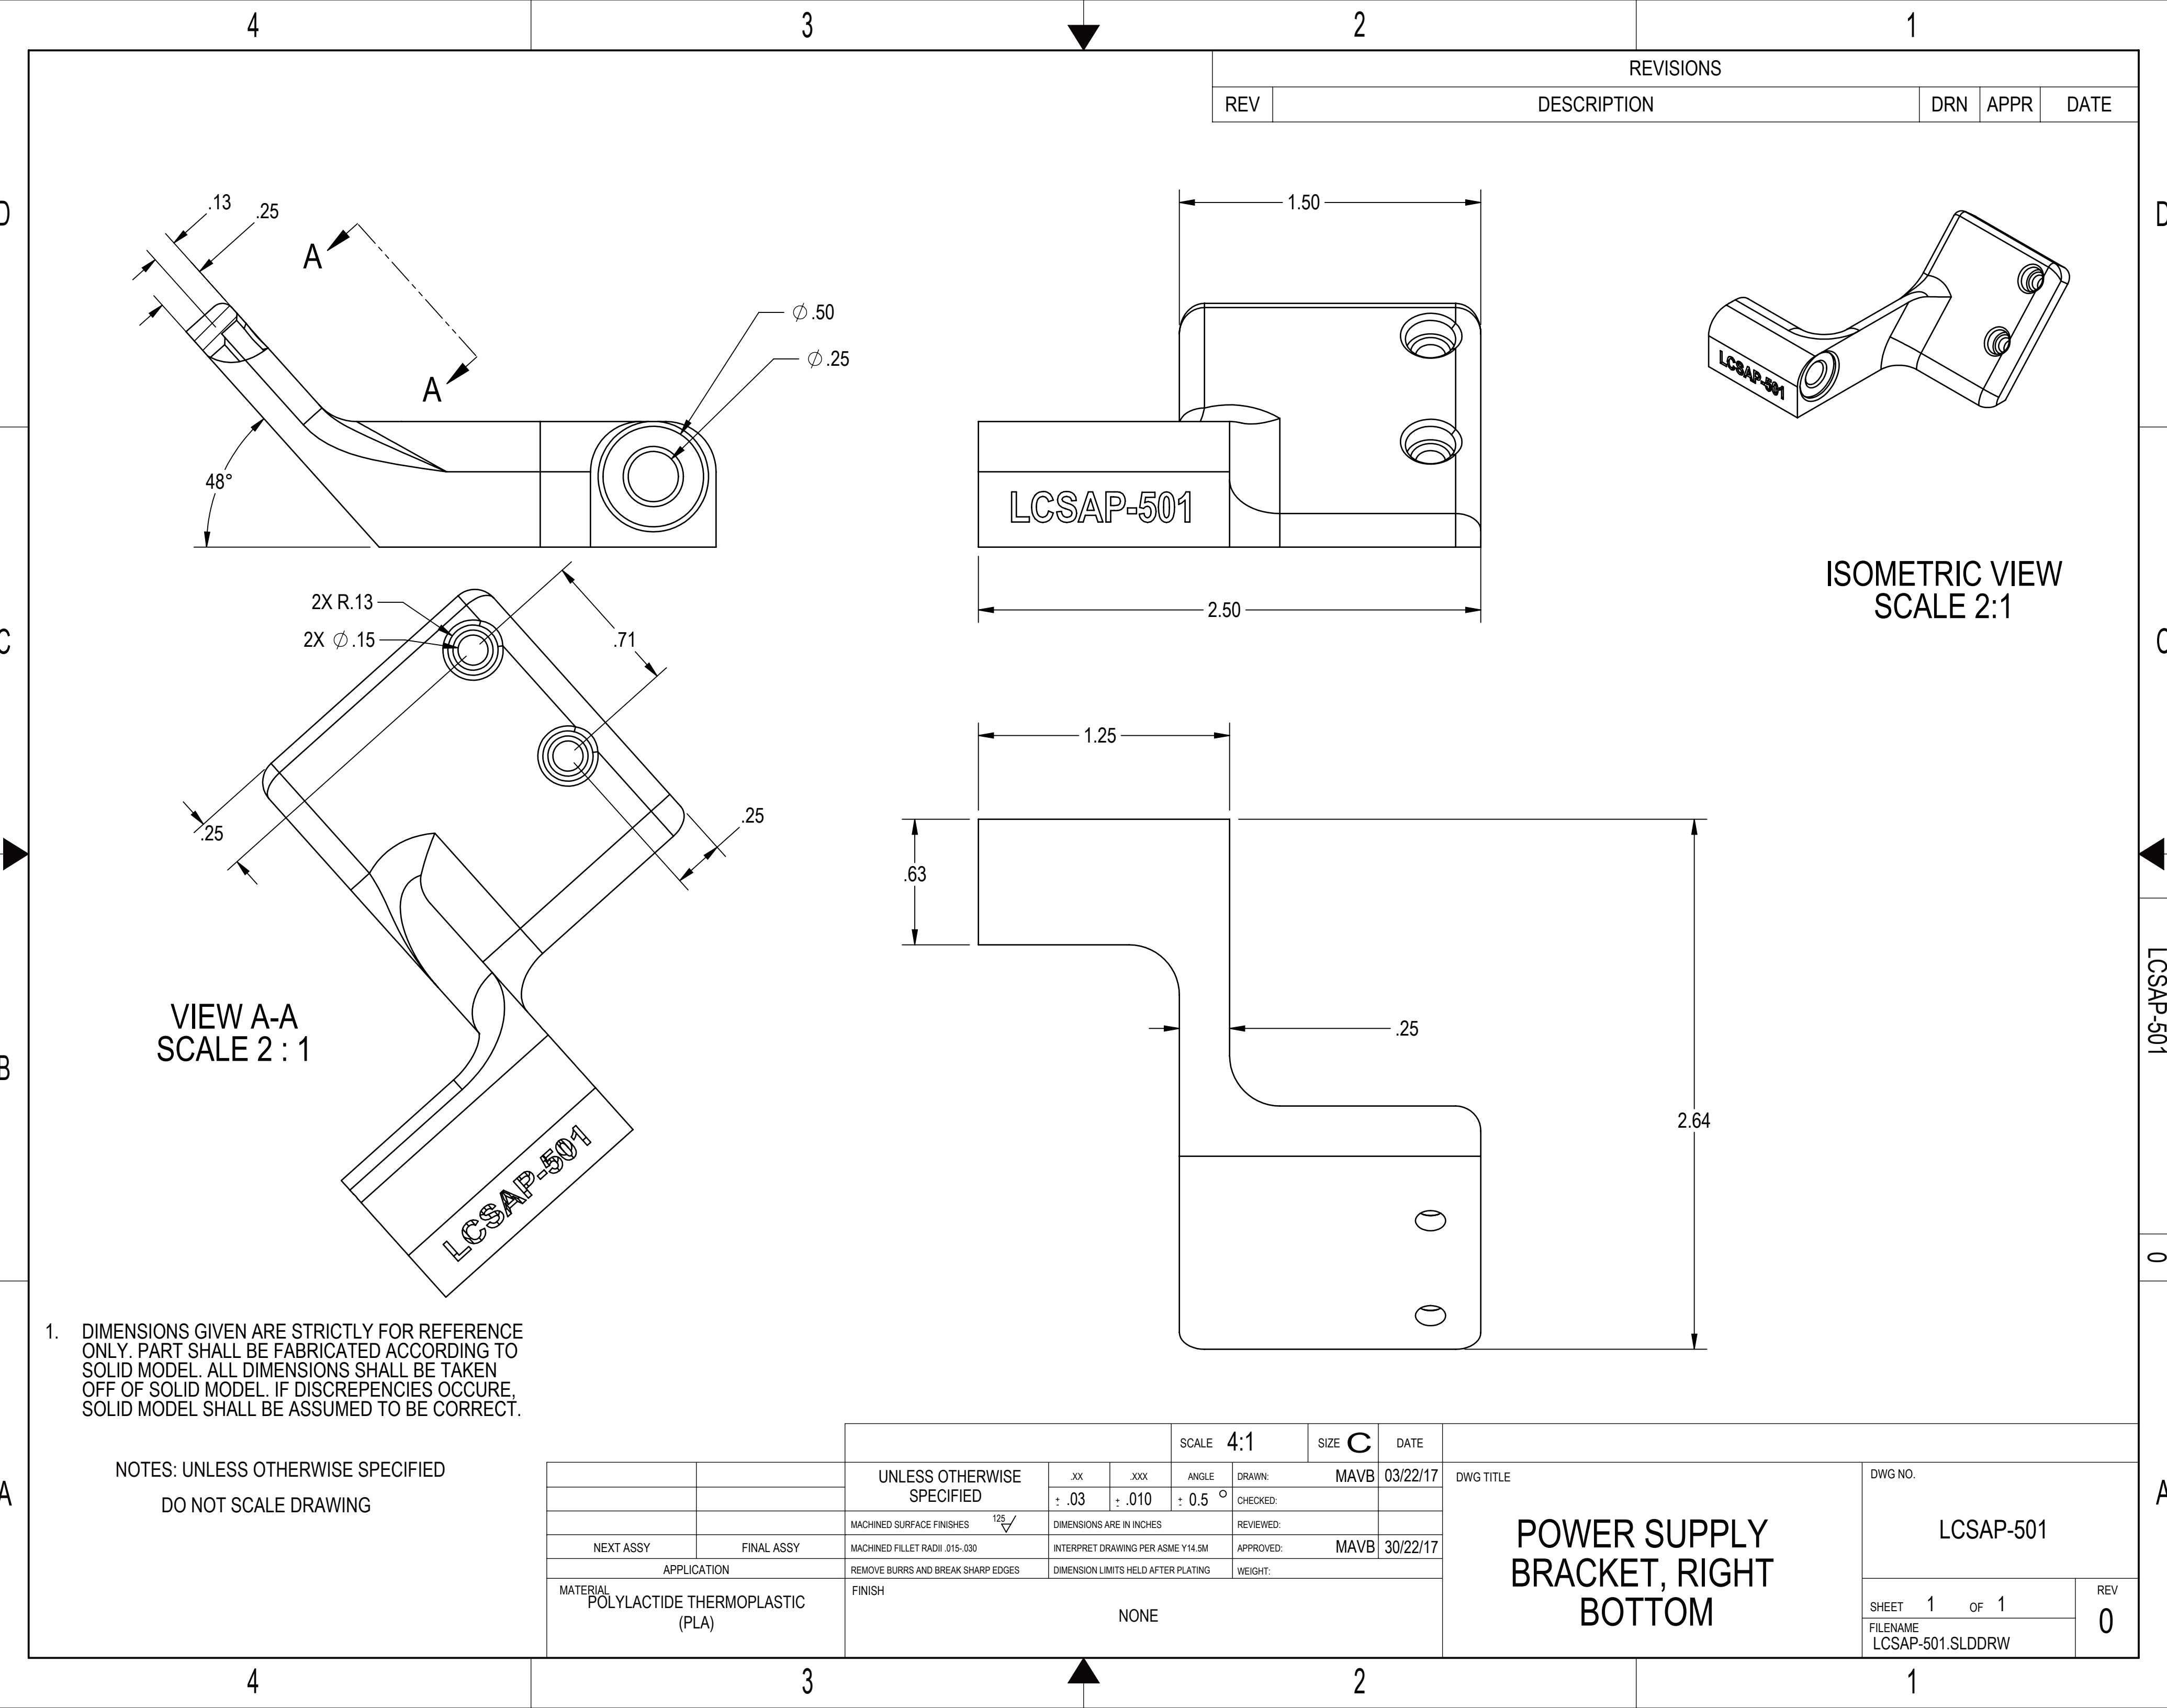 4 3 2 1
REVISIONS
REV DESCRIPTION DRN APPR DATE
D
D
.13
.25
A
A
∅ .50
∅ .25
48°
1.50
LCSAP-501
2.50
LCSAP-501
ISOMETRIC VIEW
SCALE 2:1
C
C
2X R.13
2X ∅ .15
.71
.25
.25
VIEW A-A
SCALE 2 : 1
LCSAP-501
1.25
.63
.25
2.64
B
LCSAP-501
0
1. DIMENSIONS GIVEN ARE STRICTLY FOR REFERENCE
ONLY. PART SHALL BE FABRICATED ACCORDING TO
SOLID MODEL. ALL DIMENSIONS SHALL BE TAKEN
OFF OF SOLID MODEL. IF DISCREPENCIES OCCURE,
SOLID MODEL SHALL BE ASSUMED TO BE CORRECT.
NOTES: UNLESS OTHERWISE SPECIFIED
DO NOT SCALE DRAWING
A
A
SCALE 4:1 SIZE C DATE
UNLESS OTHERWISE
SPECIFIED
.XX .XXX ANGLE
± .03 ± .010 ± 0.5 °
DRAWN: MAVB 03/22/17
CHECKED:
MACHINED SURFACE FINISHES 125
DIMENSIONS ARE IN INCHES
REVIEWED:
NEXT ASSY FINAL ASSY
MACHINED FILLET RADII .015-.030
INTERPRET DRAWING PER ASME Y14.5M
APPROVED: MAVB 30/22/17
APPLICATION
REMOVE BURRS AND BREAK SHARP EDGES
DIMENSION LIMITS HELD AFTER PLATING
WEIGHT:
MATERIAL
POLYLACTIDE THERMOPLASTIC
(PLA)
FINISH
NONE
DWG TITLE
POWER SUPPLY
BRACKET, RIGHT
BOTTOM
DWG NO.
LCSAP-501
SHEET 1 OF 1
REV
0
FILENAME
LCSAP-501.SLDDRW
4 3 2 1